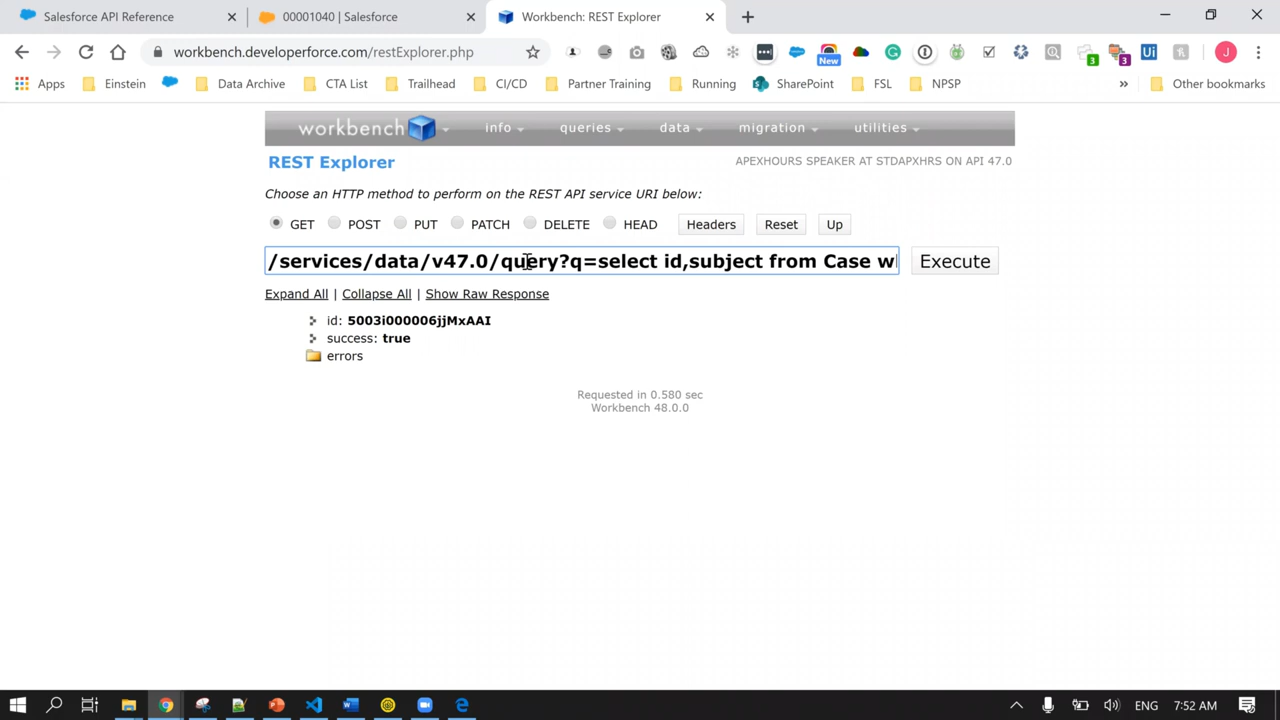 Salesforce API Reference
00001040 | Salesforce
Workbench: REST Explorer
workbench.developerforce.com/restExplorer.php
New
3
3
Ui
J
Apps
Einstein
Data Archive
CTA List
Trailhead
CI/CD
Partner Training
Running
SharePoint
FSL
NPSP
Other bookmarks
workbench
info
queries
data
migration
utilities
REST Explorer
APEXHOURS SPEAKER AT STDAPXHRS ON API 47.0
Choose an HTTP method to perform on the REST API service URI below:
GET POST PUT PATCH DELETE HEAD Headers Reset Up
/services/data/v47.0/query?q=select id,subject from Case w
Execute
Expand All | Collapse All | Show Raw Response
id: 5003i000006jjMxAAI
success: true
errors
Requested in 0.580 sec
Workbench 48.0.0
ENG
7:52 AM